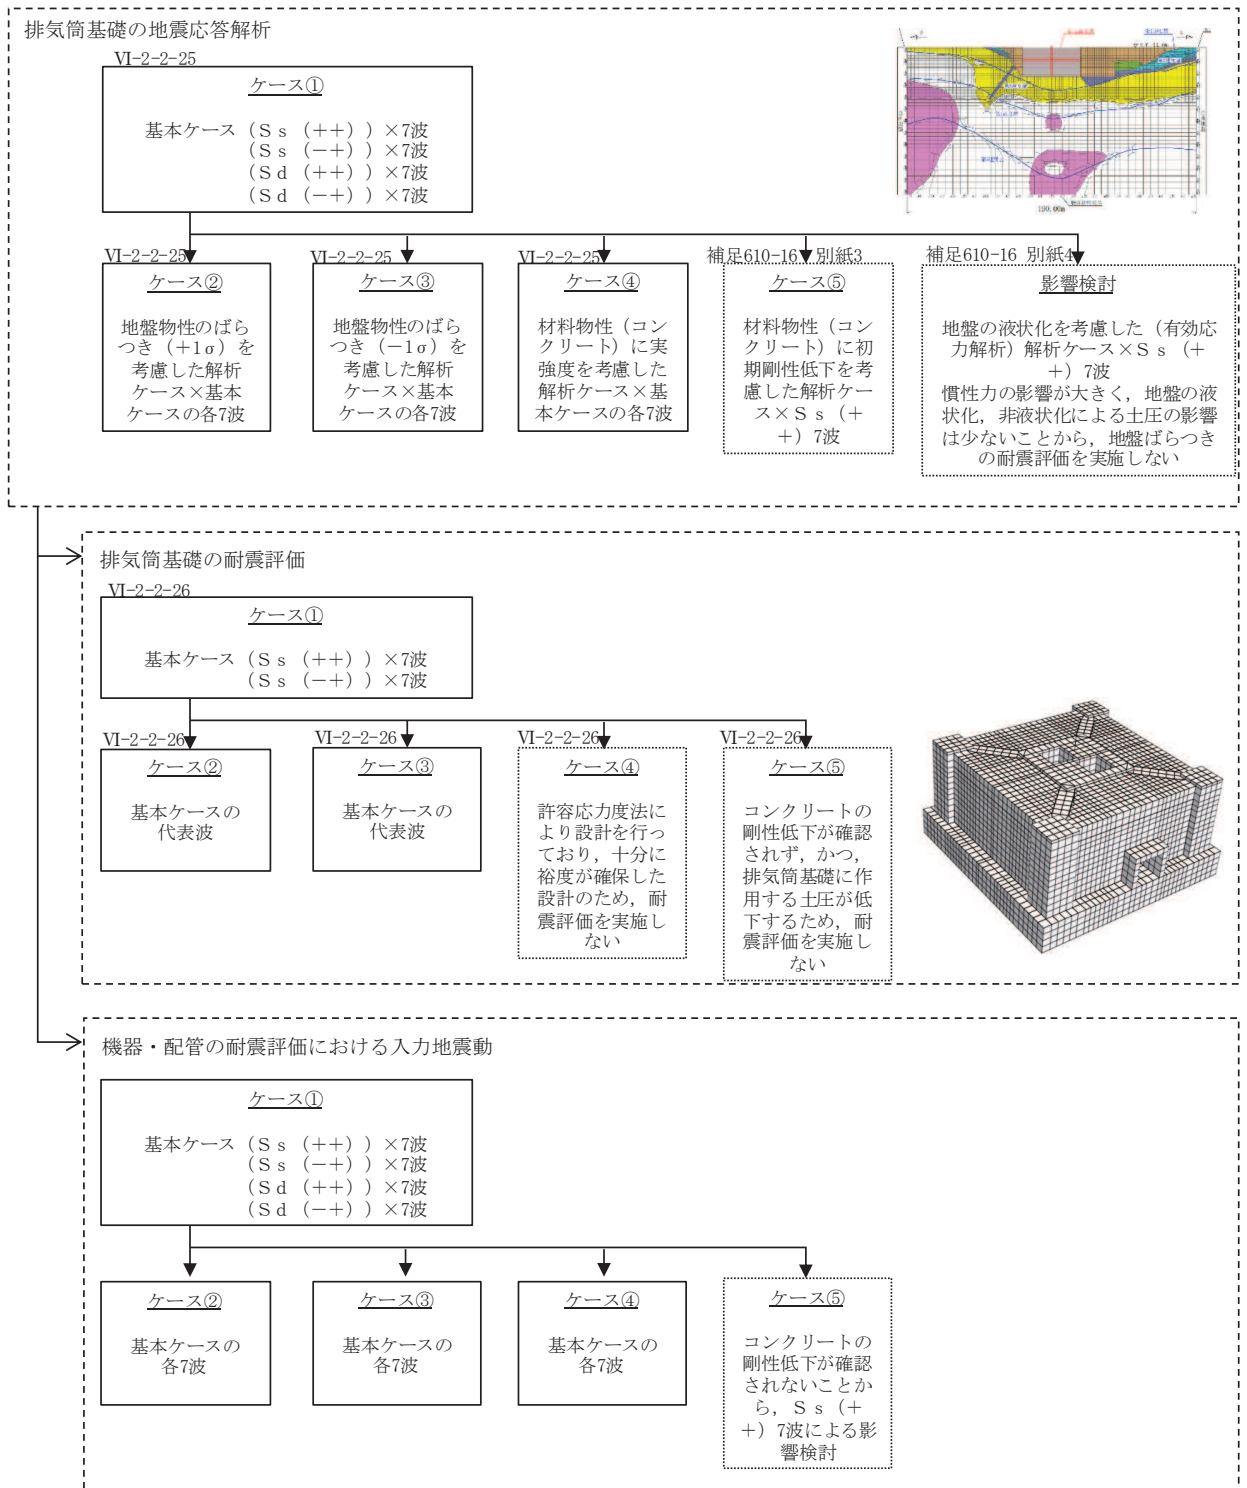 排気筒基礎の地震応答解析
Ⅵ-2-2-25
ケース①
基本ケース（Ｓｓ（＋＋））×7波
（Ｓｓ（－＋））×7波
（Ｓｄ（＋＋））×7波
（Ｓｄ（－＋））×7波
190.00m
Ⅵ-2-2-25
ケース②
地盤物性のばら
つき（＋1σ）を
考慮した解析
ケース×基本
ケースの各7波
Ⅵ-2-2-25
ケース③
地盤物性のばら
つき（－1σ）を
考慮した解析
ケース×基本
ケースの各7波
Ⅵ-2-2-25
ケース④
材料物性（コン
クリート）に実
強度を考慮した
解析ケース×基
本ケースの各7波
補足610-16 別紙3
ケース⑤
材料物性（コン
クリート）に初
期剛性低下を考
慮した解析ケー
ス×Ｓｓ（＋
＋）7波
補足610-16 別紙4
影響検討
地盤の液状化を考慮した（有効応
力解析）解析ケース×Ｓｓ（＋
＋）7波
慣性力の影響が大きく，地盤の液
状化，非液状化による土圧の影響
は少ないことから，地盤ばらつき
の耐震評価を実施しない
排気筒基礎の耐震評価
Ⅵ-2-2-26
ケース①
基本ケース（Ｓｓ（＋＋））×7波
（Ｓｓ（－＋））×7波
Ⅵ-2-2-26
ケース②
基本ケースの
代表波
Ⅵ-2-2-26
ケース③
基本ケースの
代表波
Ⅵ-2-2-26
ケース④
許容応力度法に
より設計を行っ
ており，十分に
裕度が確保した
設計のため，耐
震評価を実施し
ない
Ⅵ-2-2-26
ケース⑤
コンクリートの
剛性低下が確認
されず，かつ，
排気筒基礎に作
用する土圧が低
下するため，耐
震評価を実施し
ない
機器・配管の耐震評価における入力地震動
ケース①
基本ケース（Ｓｓ（＋＋））×7波
（Ｓｓ（－＋））×7波
（Ｓｄ（＋＋））×7波
（Ｓｄ（－＋））×7波
ケース②
基本ケースの
各7波
ケース③
基本ケースの
各7波
ケース④
基本ケースの
各7波
ケース⑤
コンクリートの
剛性低下が確認
されないことか
ら，Ｓｓ（＋
＋）7波による影
響検討